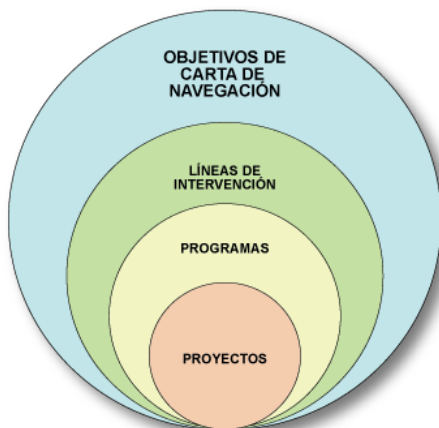 OBJETIVOS DE
CARTA DE
NAVEGACIÓN
LÍNEAS DE
INTERVENCIÓN
PROGRAMAS
PROYECTOS